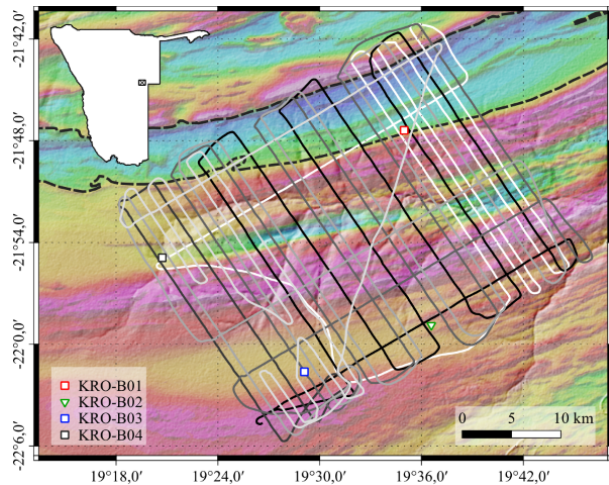 -21°42,0'
-21°48,0'
-21°54,0'
-22°0,0'
-22°6,0'
KRO-B01
KRO-B02
KRO-B03
KRO-B04
0 5 10 km
19°18,0' 19°24,0' 19°30,0' 19°36,0' 19°42,0'